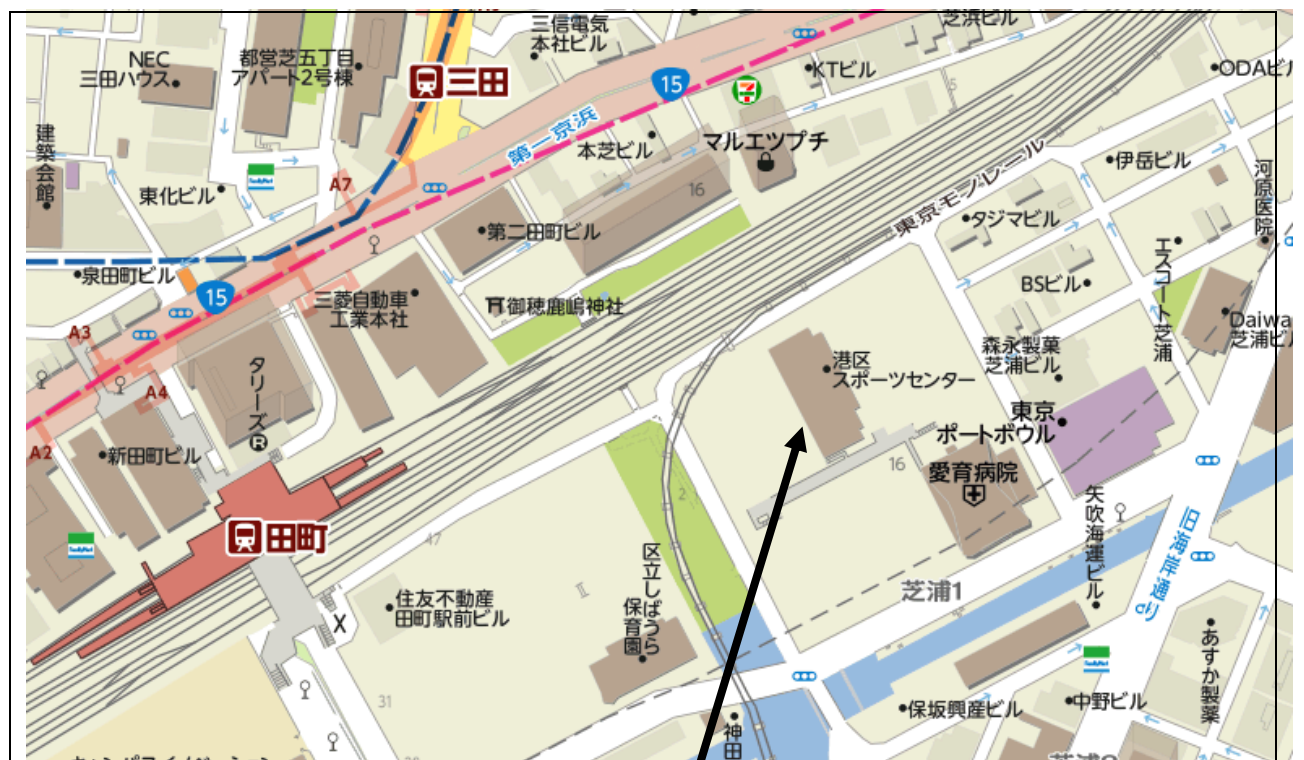 三信電気
本社ビル
芝浜ビル
NEC
三田ハウス
都営芝五丁目
アパート2号棟
三田
15
KTビル
ODAビル
5
建築会館
第一京浜
本芝ビル
マルエツプチ
FamilyMart
東化ビル
A7
16
伊岳ビル
河原医院
東京モノレール
タジマビル
第二田町ビル
泉田町ビル
15
三菱自動車
工業本社
御穂鹿嶋神社
BSビル
エスコート芝浦
Daiwa
芝浦ビル
A3
A4
タリーズ
R
港区
スポーツセンター
森永製菓
芝浦ビル
東京
ポートボウル
A2
新田町ビル
16
愛育病院
矢吹海運ビル
FamilyMart
田町
47
2
旧海岸通り
区立しばうら
保育園
II
芝浦1
住友不動産
田町駅前ビル
X
あすか製薬
FamilyMart
31
保坂興産ビル
中野ビル
神田